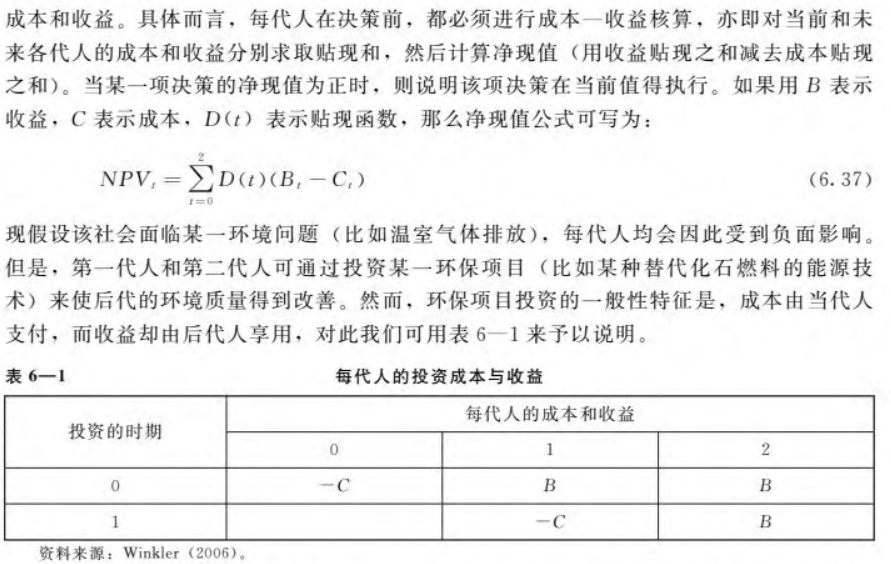 成本和收益。具体而言，每代人在决策前，都必须进行成本—收益核算，亦即对当前和未
来各代人的成本和收益分别求取贴现和，然后计算净现值（用收益贴现之和减去成本贴现
之和）。当某一项决策的净现值为正时，则说明该项决策在当前值得执行。如果用 B 表示
收益，C 表示成本，D(t) 表示贴现函数，那么净现值公式可写为：
NPV_t = \sum_{t=0}^{2} D(t)(B_t − C_t) (6.37)
现假设该社会面临某一环境问题（比如温室气体排放），每代人均会因此受到负面影响。
但是，第一代人和第二代人可通过投资某一环保项目（比如某种替代化石燃料的能源技
术）来使后代的环境质量得到改善。然而，环保项目投资的一般性特征是，成本由当代人
支付，而收益却由后代人享用，对此我们可用表 6—1 来予以说明。
表 6—1 每代人的投资成本与收益
投资的时期 每代人的成本和收益
0 1 2
0 −C B B
1 −C B
资料来源：Winkler（2006）。